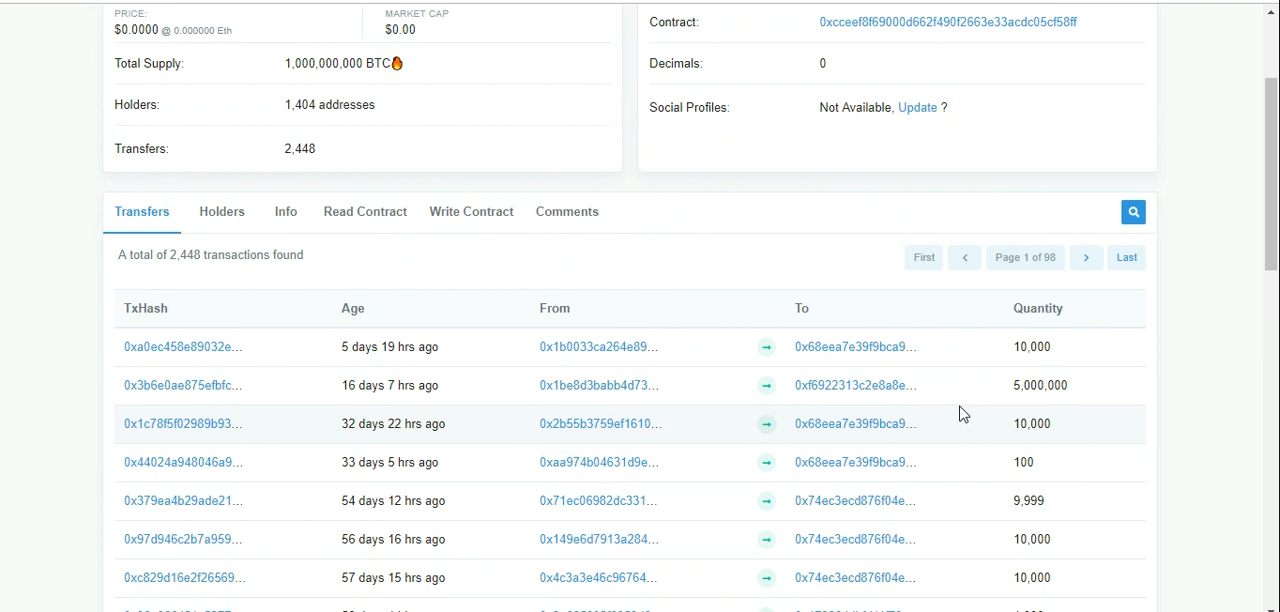 PRICE:
$0.0000 @ 0.000000 Eth
MARKET CAP
$0.00
Total Supply: 1,000,000,000 BTC🔥
Holders: 1,404 addresses
Transfers: 2,448
Contract: 0xcceef8f69000d662f490f2663e33acdc05cf58ff
Decimals: 0
Social Profiles: Not Available, Update ?
Transfers Holders Info Read Contract Write Contract Comments
A total of 2,448 transactions found
First < Page 1 of 98 > Last
TxHash Age From To Quantity
0xa0ec458e89032e... 5 days 19 hrs ago 0x1b0033ca264e89... → 0x68eea7e39f9bca9... 10,000
0x3b6e0ae875efbfc... 16 days 7 hrs ago 0x1be8d3babb4d73... → 0xf6922313c2e8a8e... 5,000,000
0x1c78f5f02989b93... 32 days 22 hrs ago 0x2b55b3759ef1610... → 0x68eea7e39f9bca9... 10,000
0x44024a948046a9... 33 days 5 hrs ago 0xaa974b04631d9e... → 0x68eea7e39f9bca9... 100
0x379ea4b29ade21... 54 days 12 hrs ago 0x71ec06982dc331... → 0x74ec3ecd876f04e... 9,999
0x97d946c2b7a959... 56 days 16 hrs ago 0x149e6d7913a284... → 0x74ec3ecd876f04e... 10,000
0xc829d16e2f26569... 57 days 15 hrs ago 0x4c3a3e46c96764... → 0x74ec3ecd876f04e... 10,000